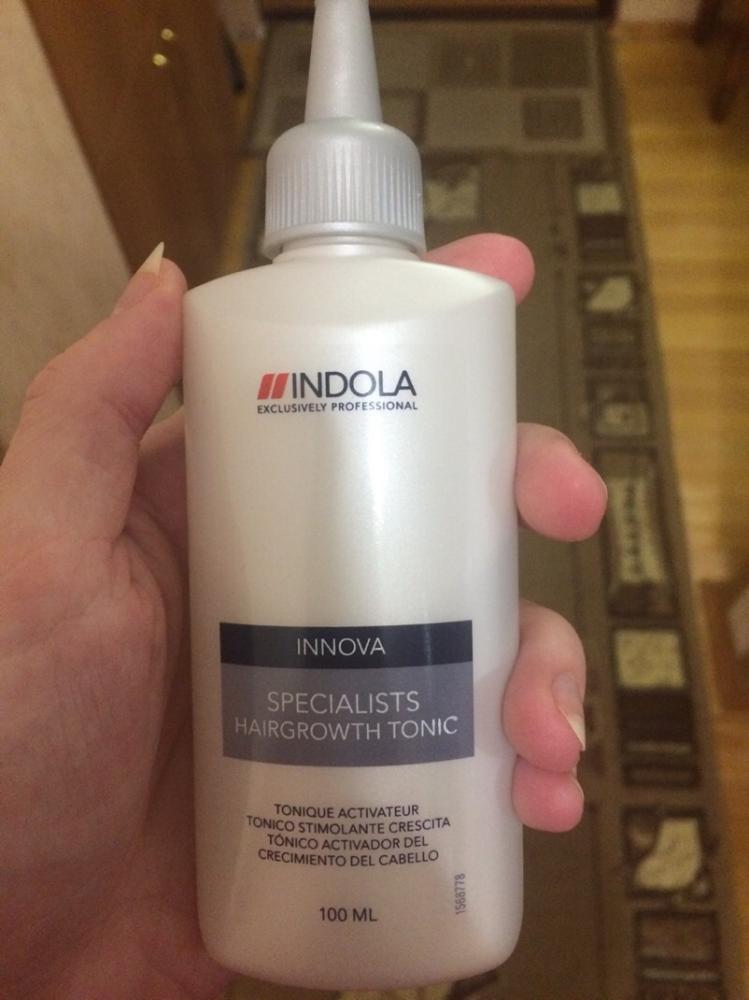 INDOLA
EXCLUSIVELY PROFESSIONAL
INNOVA
SPECIALISTS
HAIRGROWTH TONIC
TONIQUE ACTIVATEUR
TONICO STIMOLANTE CRESCITA
TÓNICO ACTIVADOR DEL
CRECIMIENTO DEL CABELLO
100 ML
1568778